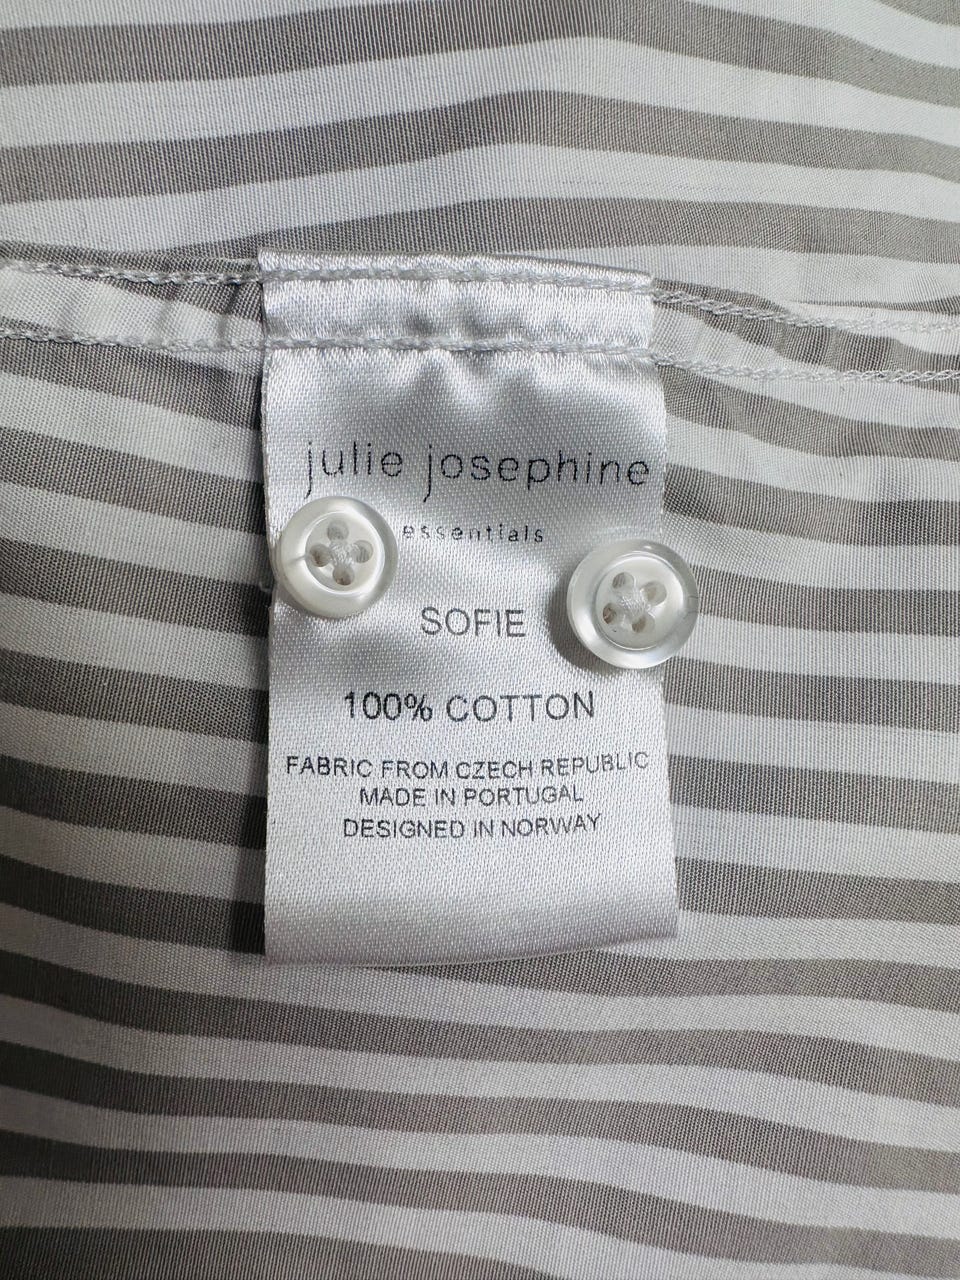 julie josephine
essentials
SOFIE
100% COTTON
FABRIC FROM CZECH REPUBLIC
MADE IN PORTUGAL
DESIGNED IN NORWAY